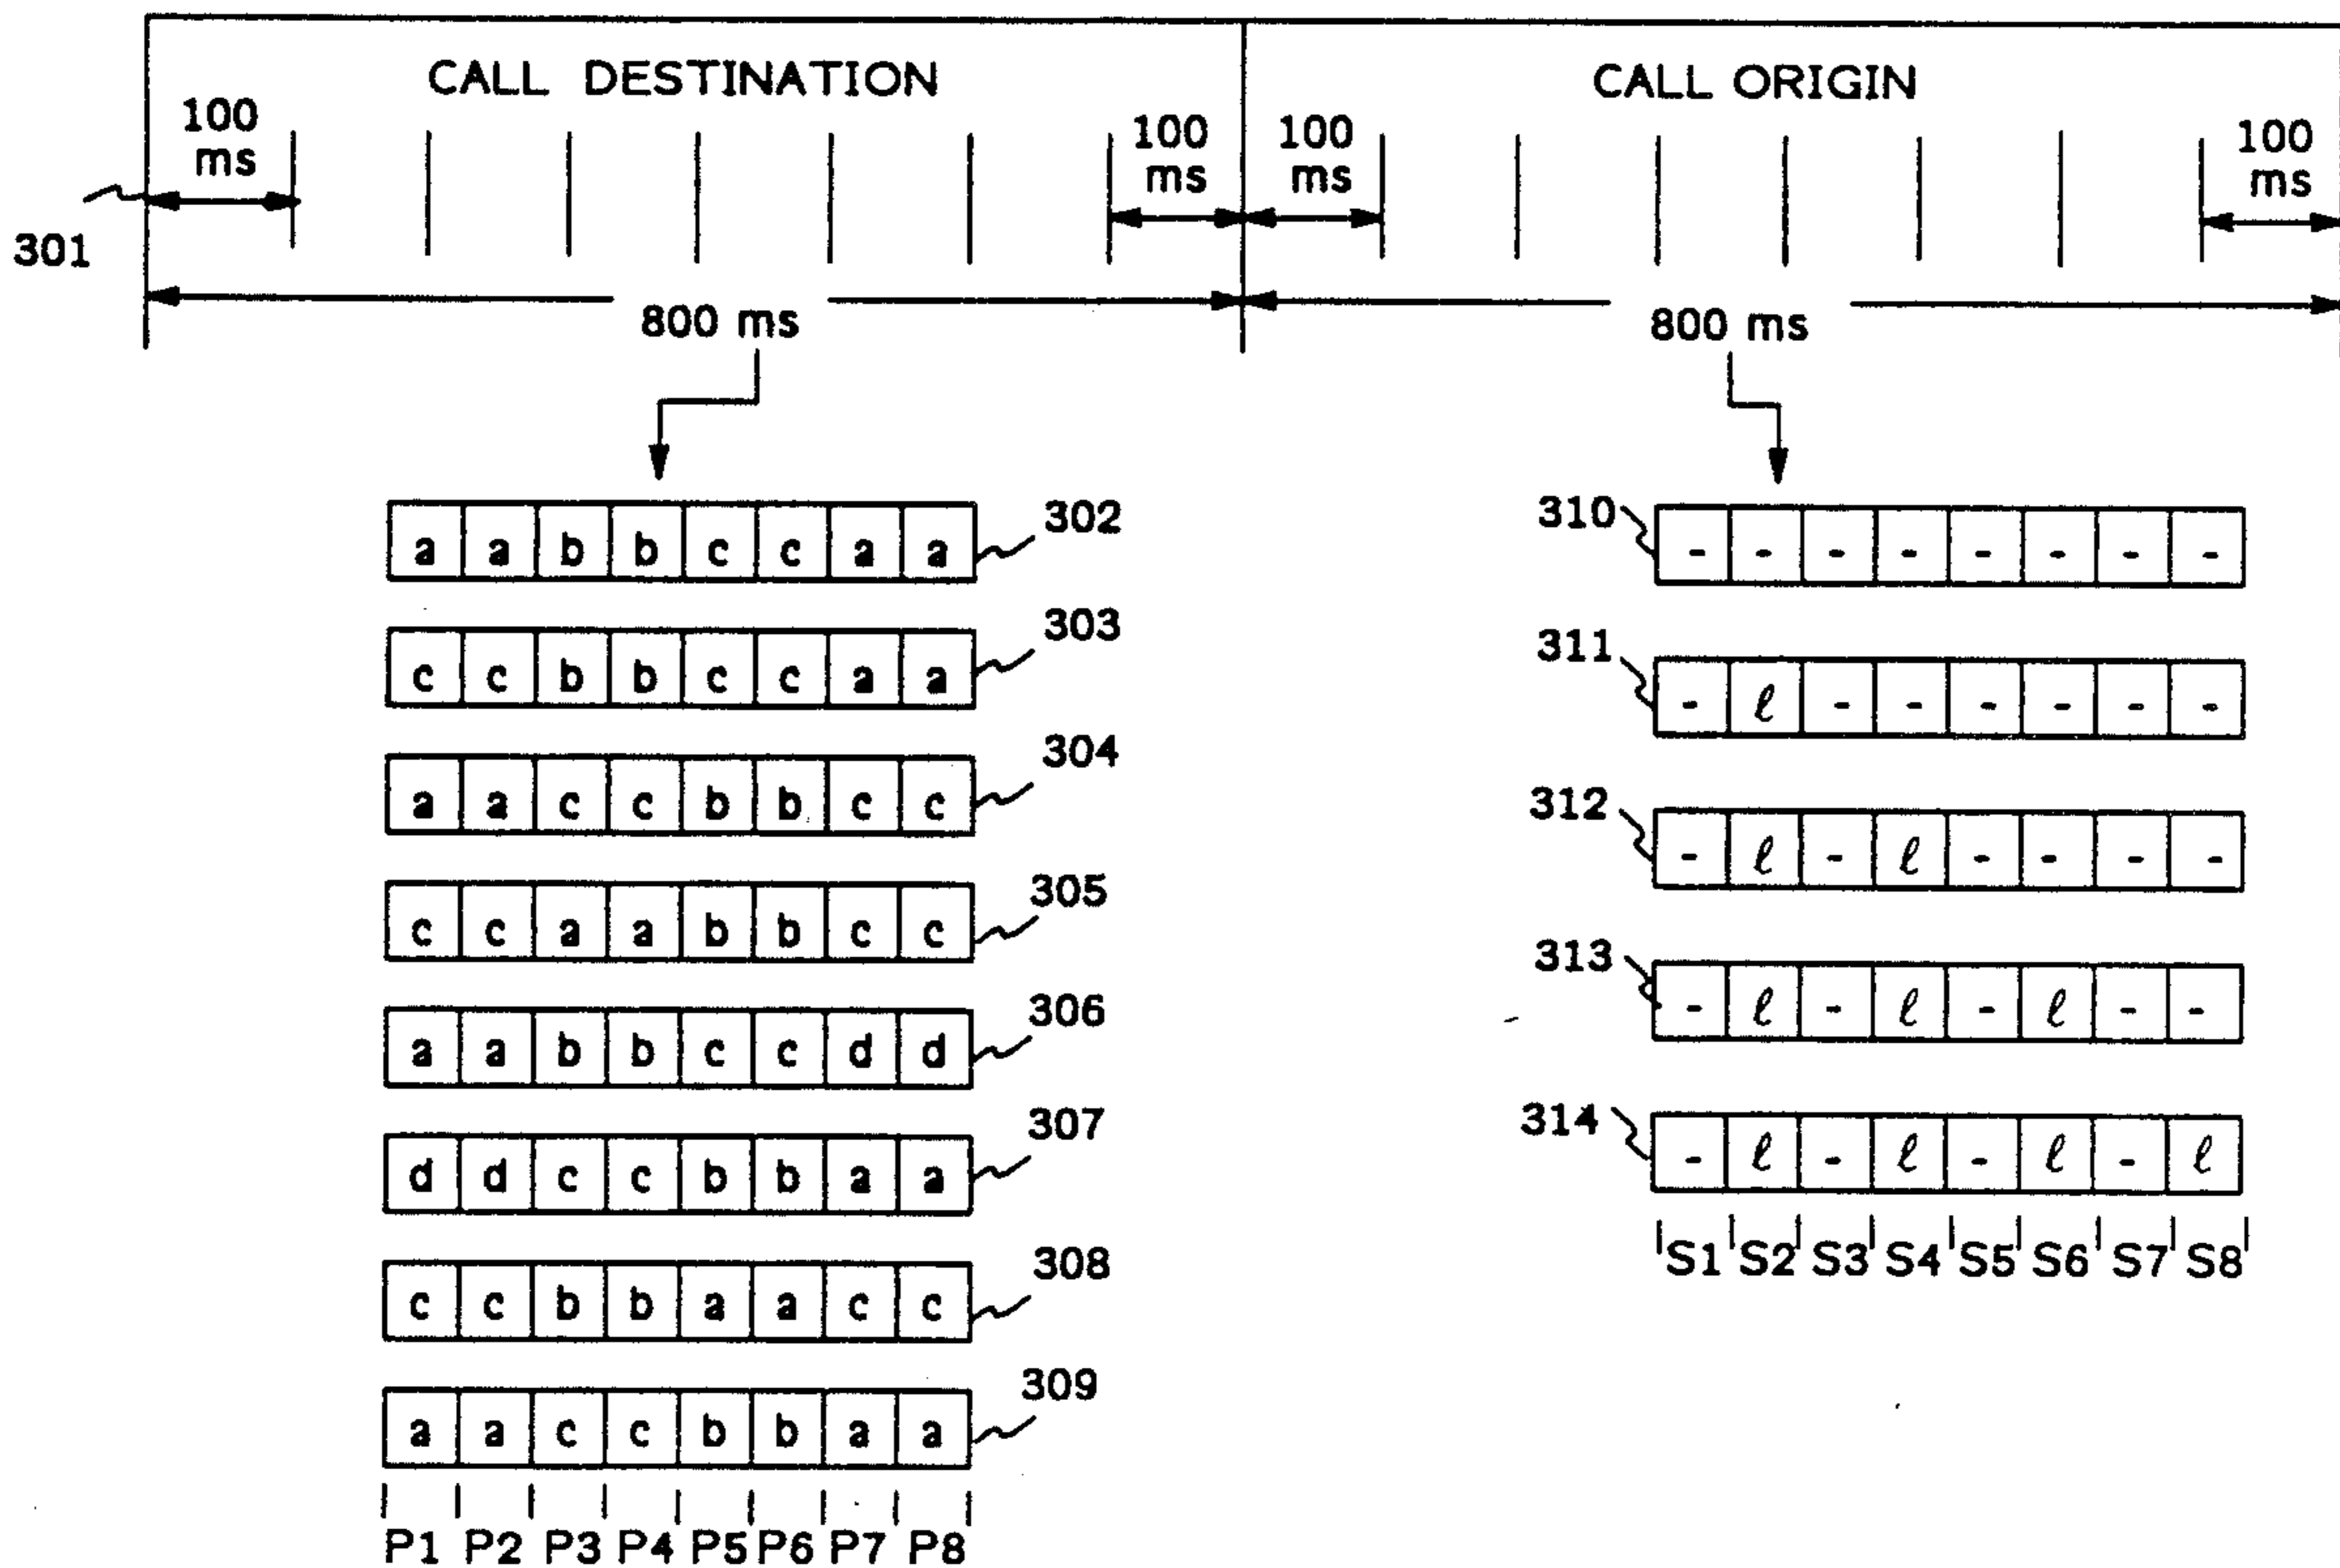 CALL DESTINATION
CALL ORIGIN
100 ms
100 ms
100 ms
100 ms
301
800 ms
800 ms
a a b b c c a a 302
c c b b c c a a 303
a a c c b b c c 304
c c a a b b c c 305
a a b b c c d d 306
d d c c b b a a 307
c c b b a a c c 308
a a c c b b a a 309
P1 P2 P3 P4 P5 P6 P7 P8
310 - - - - - - - -
311 - ℓ - - - - - -
312 - ℓ - ℓ - - - -
313 - ℓ - ℓ - ℓ - -
314 - ℓ - ℓ - ℓ - ℓ
S1 S2 S3 S4 S5 S6 S7 S8